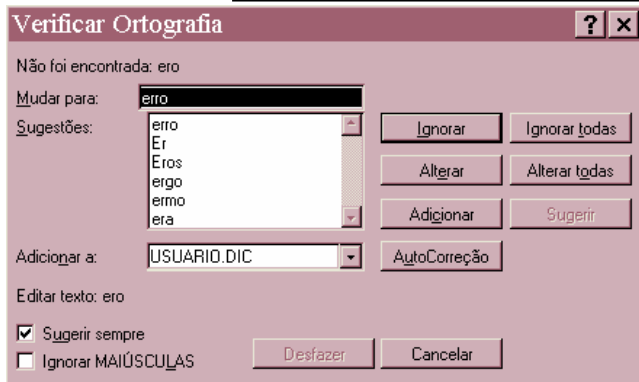 Verificar Ortografia ? ×
Não foi encontrada: ero
Mudar para: erro
Sugestões:
erro
Er
Eros
ergo
ermo
era
Ignorar Ignorar todas
Alterar Alterar todas
Adicionar Sugerir
Adicionar a: USUARIO.DIC AutoCorreção
Editar texto: ero
Sugerir sempre
Ignorar MAIÚSCULAS
Desfazer Cancelar